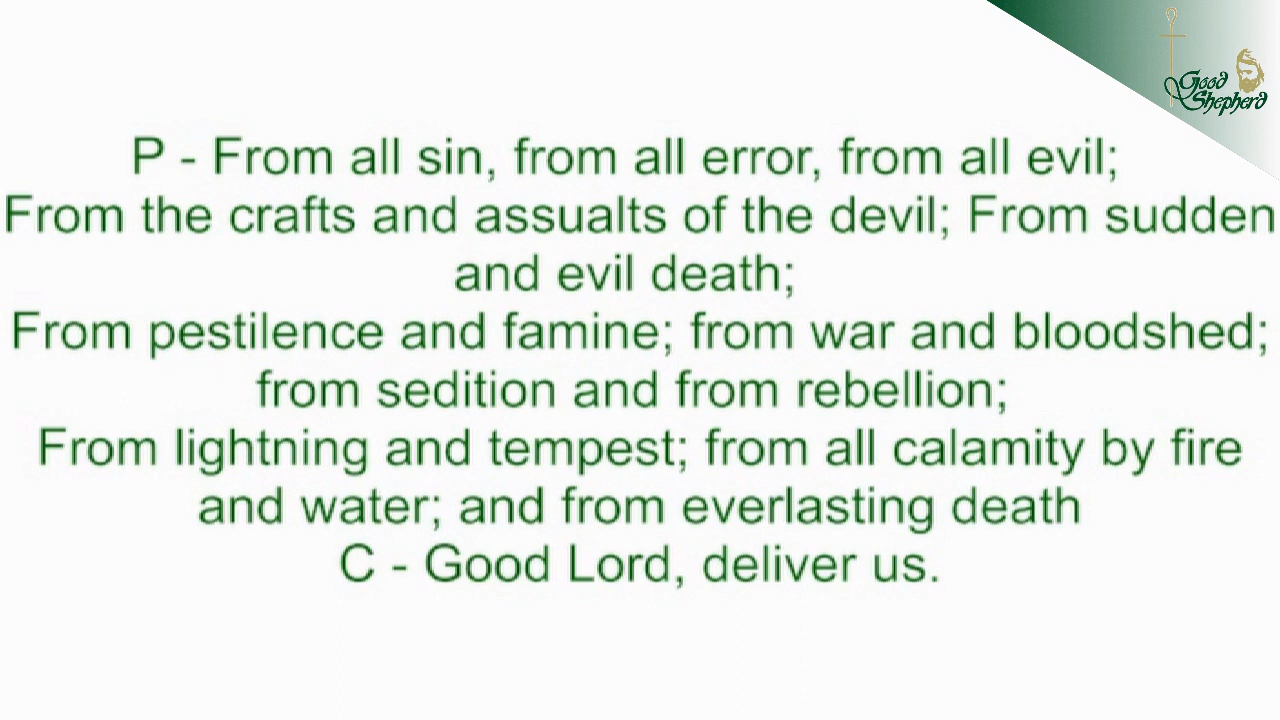 Good
Shepherd
P - From all sin, from all error, from all evil;
From the crafts and assualts of the devil; From sudden
and evil death;
From pestilence and famine; from war and bloodshed;
from sedition and from rebellion;
From lightning and tempest; from all calamity by fire
and water; and from everlasting death
C - Good Lord, deliver us.